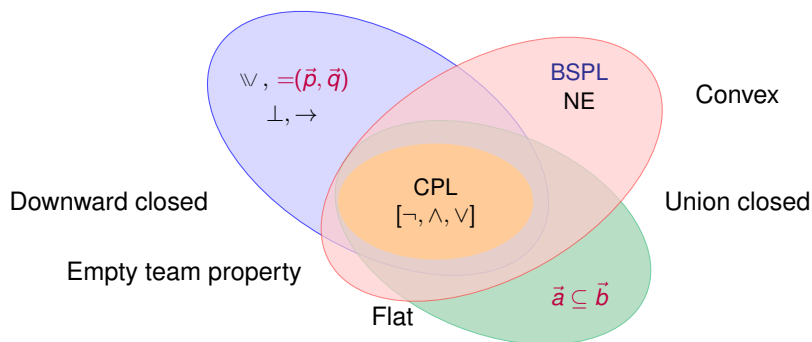 ⩔, =(p⃗, q⃗)
⊥, →
BSPL
NE
Convex
CPL
[¬, ∧, ∨]
Downward closed
Union closed
Empty team property
a⃗ ⊆ b⃗
Flat